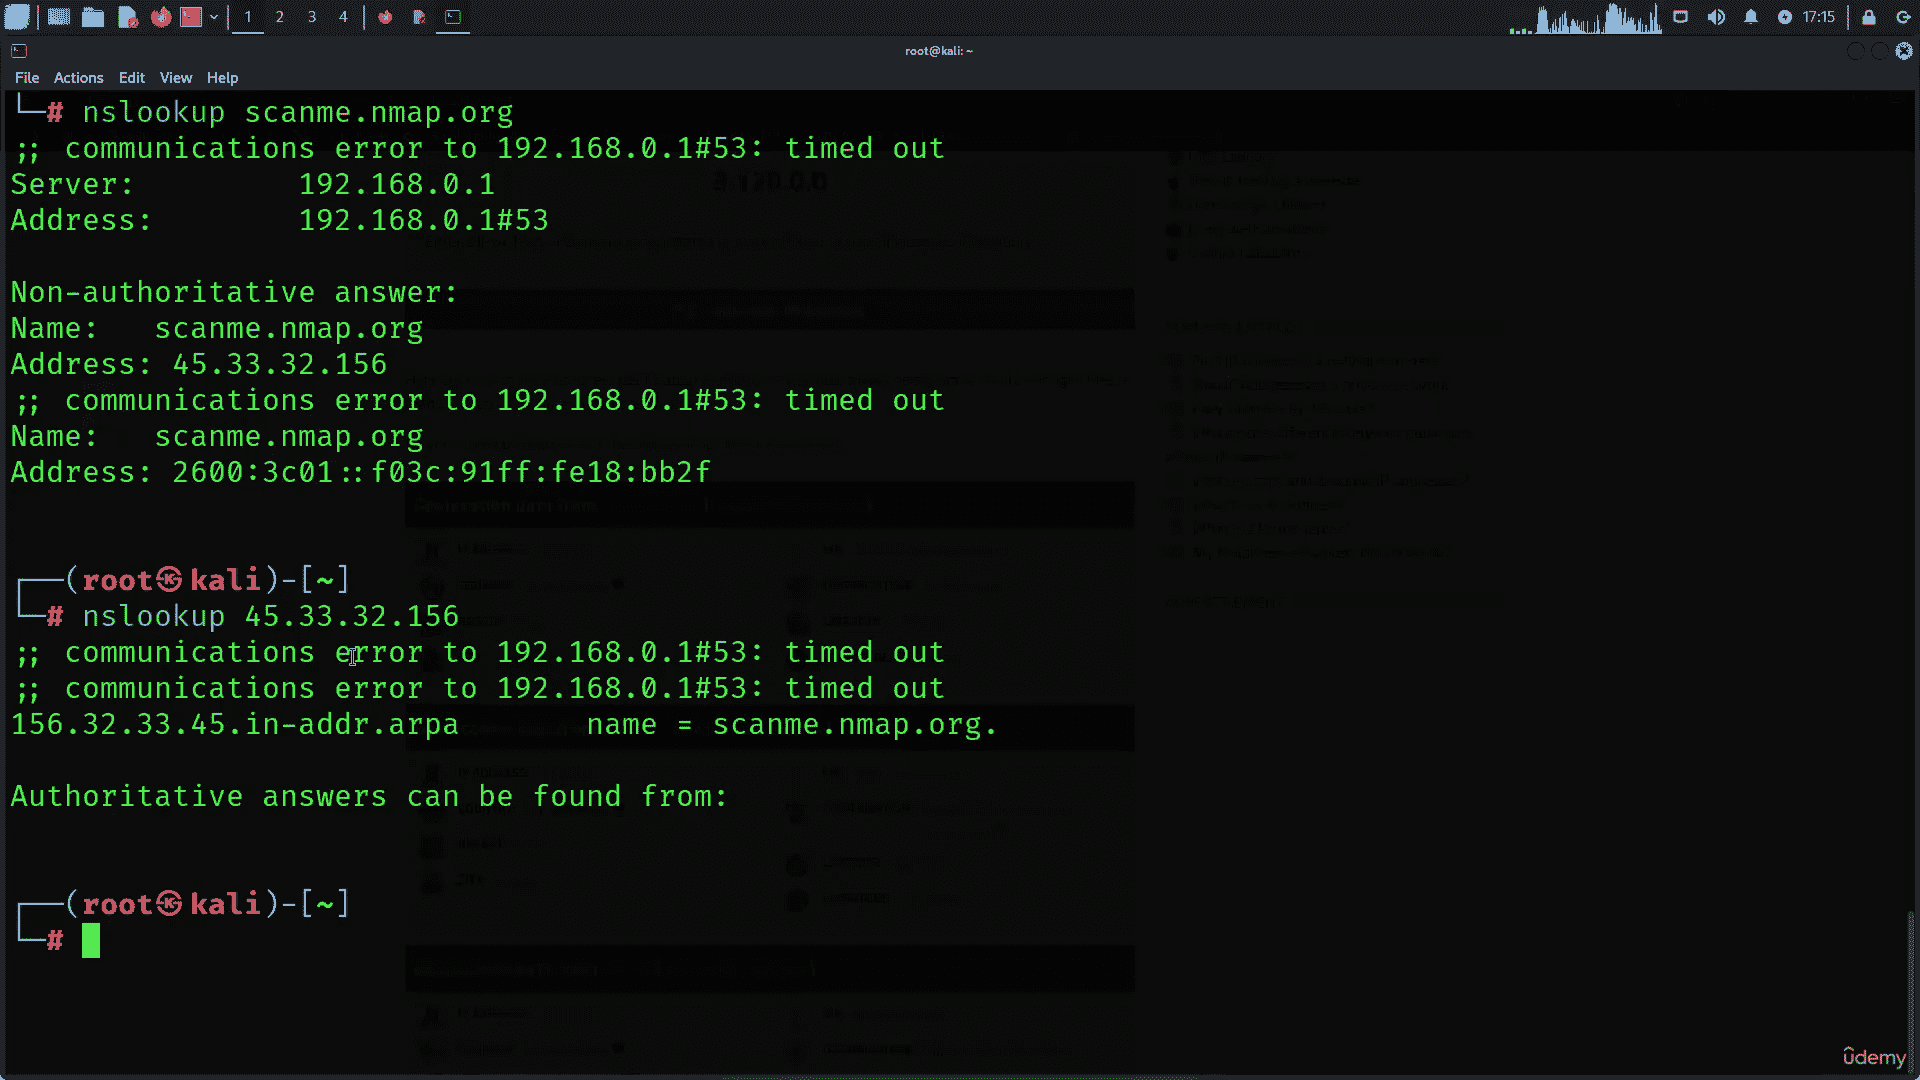 1 2 3 4 17:15
root@kali: ~
File Actions Edit View Help
└─# nslookup scanme.nmap.org
;; communications error to 192.168.0.1#53: timed out
Server: 192.168.0.1
Address: 192.168.0.1#53
Non-authoritative answer:
Name: scanme.nmap.org
Address: 45.33.32.156
;; communications error to 192.168.0.1#53: timed out
Name: scanme.nmap.org
Address: 2600:3c01::f03c:91ff:fe18:bb2f
┌──(root㉿kali)-[~]
└─# nslookup 45.33.32.156
;; communications error to 192.168.0.1#53: timed out
;; communications error to 192.168.0.1#53: timed out
156.32.33.45.in-addr.arpa name = scanme.nmap.org.
Authoritative answers can be found from:
┌──(root㉿kali)-[~]
└─#
ûdemy